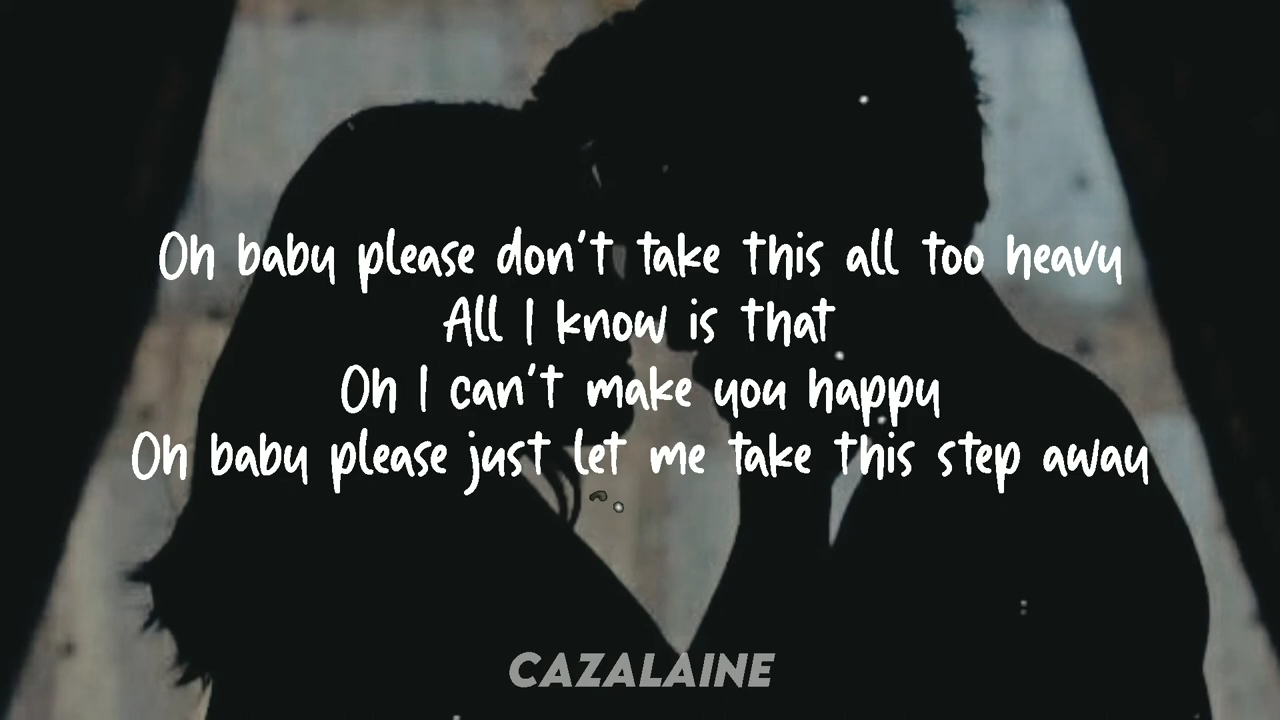 Oh baby please don't take this all too heavy
All I know is that
Oh I can't make you happy
Oh baby please just let me take this step away
CAZALAINE